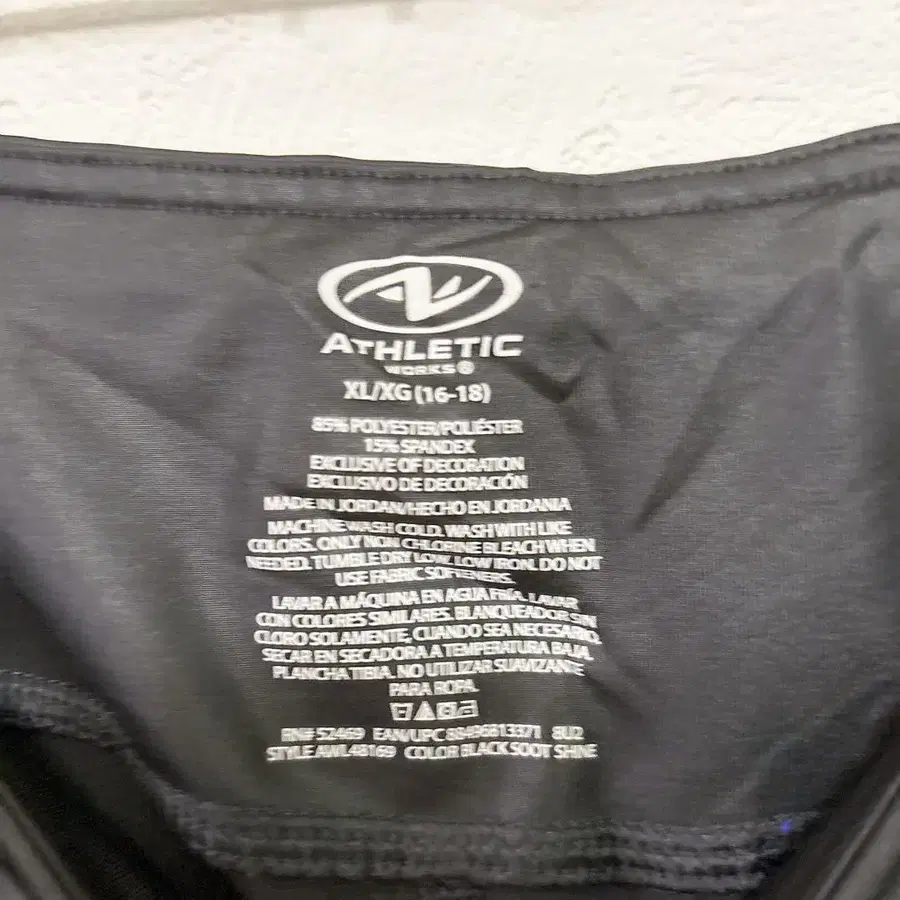 ATHLETIC
WORKS®
XL/XG (16-18)
85% POLYESTER/POLIÉSTER
15% SPANDEX
EXCLUSIVE OF DECORATION
EXCLUSIVO DE DECORACIÓN
MADE IN JORDAN/HECHO EN JORDANIA
MACHINE WASH COLD. WASH WITH LIKE
COLORS. ONLY NON CHLORINE BLEACH WHEN
NEEDED. TUMBLE DRY LOW. LOW IRON. DO NOT
USE FABRIC SOFTENERS.
LAVAR A MÁQUINA EN AGUA FRÍA. LAVAR
CON COLORES SIMILARES. BLANQUEADOR SIN
CLORO SOLAMENTE, CUANDO SEA NECESARIO.
SECAR EN SECADORA A TEMPERATURA BAJA.
PLANCHA TIBIA. NO UTILIZAR SUAVIZANTE
PARA ROPA.
RN# 52469 EAN/UPC 88496813371 8U2
STYLE AWL48169 COLOR BLACK SOOT SHINE